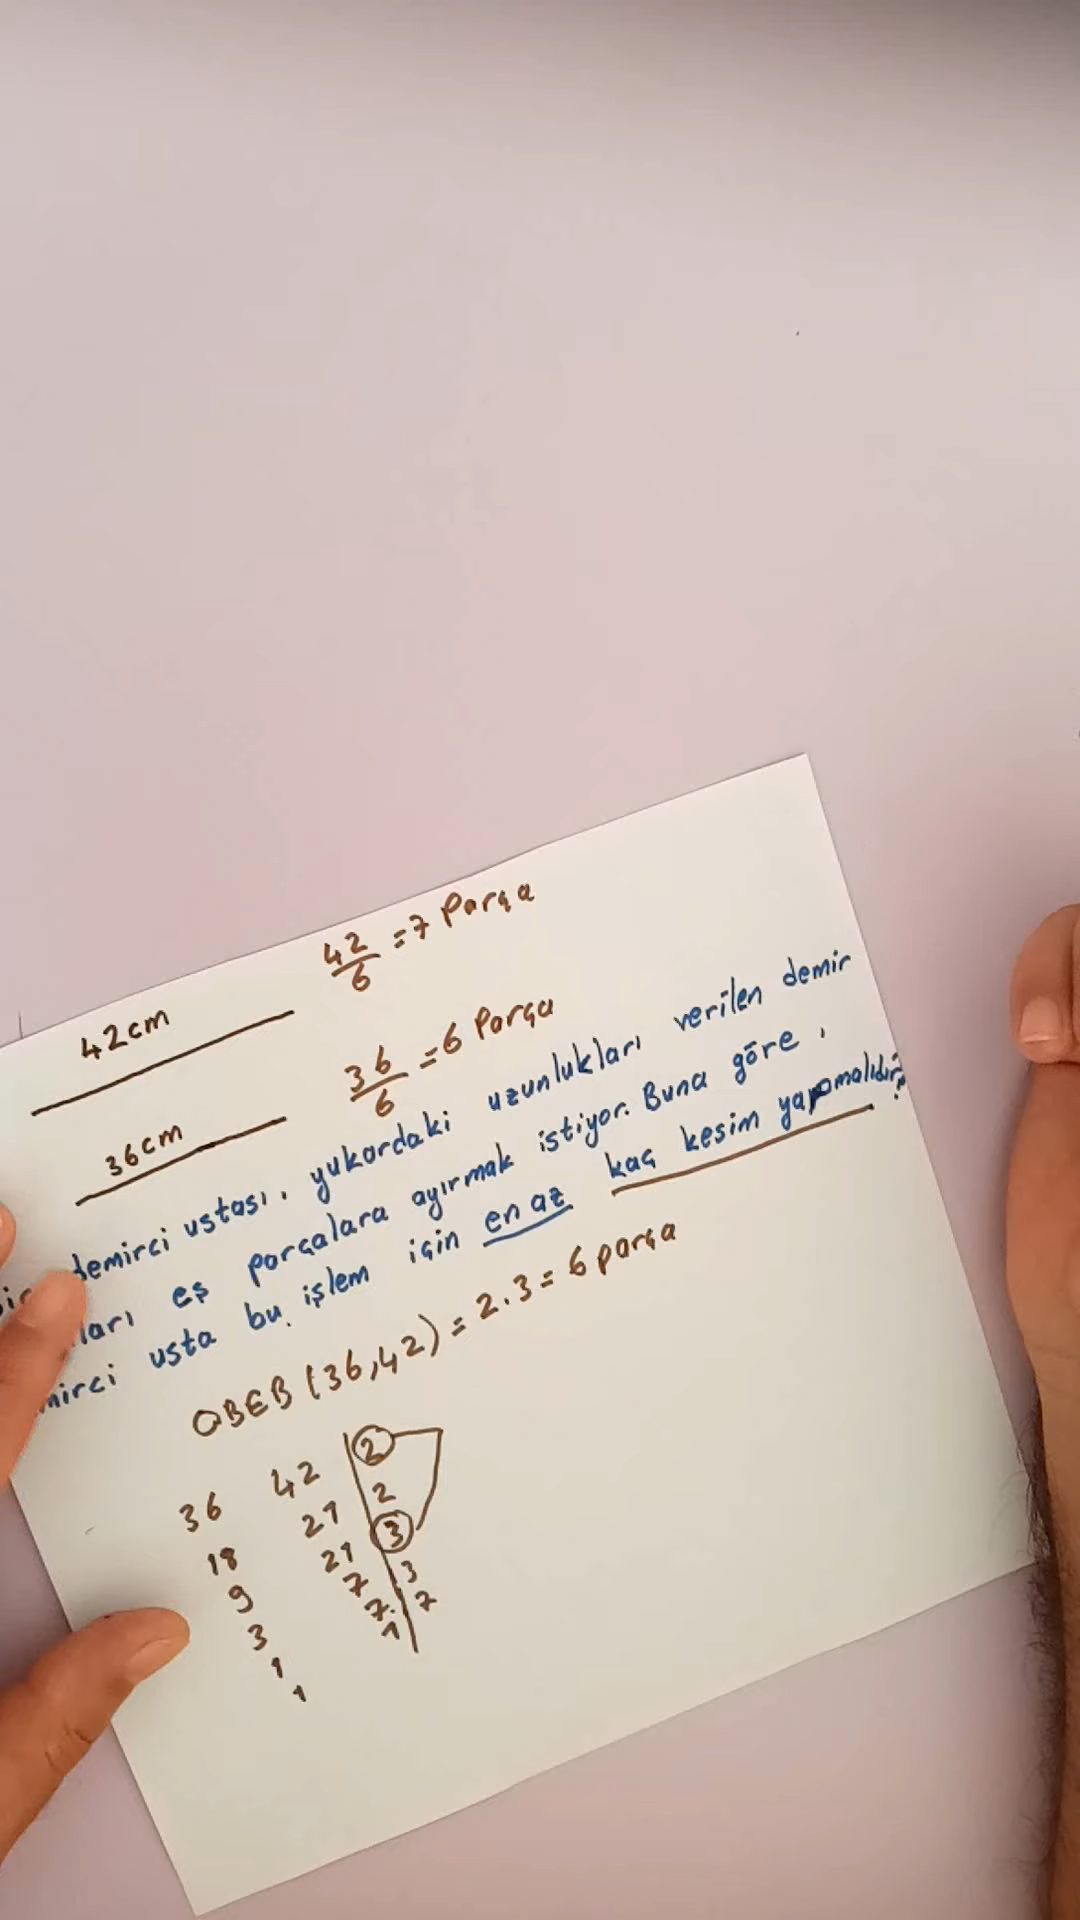 42cm
42/6 = 7 Parça
36cm
36/6 = 6 Parça
demirci ustası, yukardaki uzunlukları verilen demir
ları eş parçalara ayırmak istiyor. Buna göre,
mirci usta bu işlem için en az kaç kesim yapmalıdır?
OBEB (36,42) = 2.3 = 6 parça
36 42 2
18 21 2
9 21 3
3 7 3
1 7 7
1 1